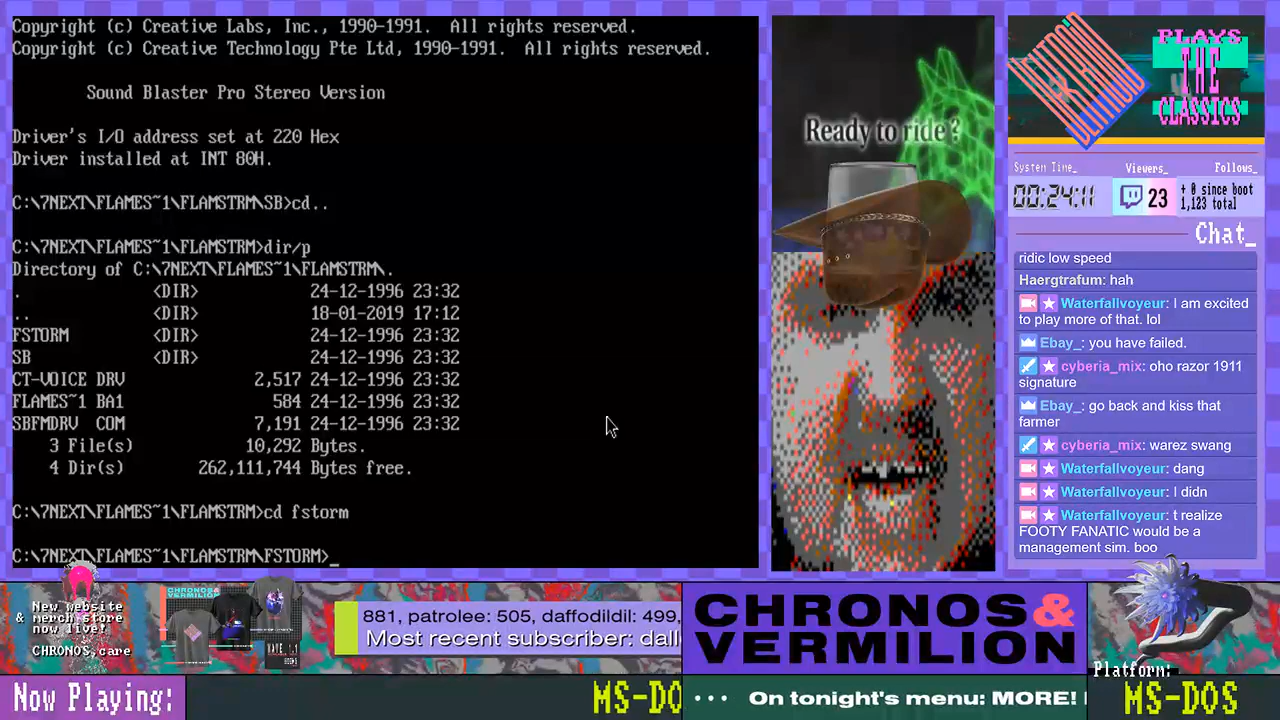 Copyright (c) Creative Labs, Inc., 1990-1991.  All rights reserved.
Copyright (c) Creative Technology Pte Ltd, 1990-1991.  All rights reserved.
Sound Blaster Pro Stereo Version
Driver's I/O address set at 220 Hex
Driver installed at INT 80H.
C:\7NEXT\FLAMES~1\FLAMSTRM\SB>cd..
C:\7NEXT\FLAMES~1\FLAMSTRM>dir/p
Directory of C:\7NEXT\FLAMES~1\FLAMSTRM\.
. <DIR> 24-12-1996 23:32
.. <DIR> 18-01-2019 17:12
FSTORM <DIR> 24-12-1996 23:32
SB <DIR> 24-12-1996 23:32
CT-VOICE DRV 2,517 24-12-1996 23:32
FLAMES~1 BA1 584 24-12-1996 23:32
SBFMDRV COM 7,191 24-12-1996 23:32
3 File(s) 10,292 Bytes.
4 Dir(s) 262,111,744 Bytes free.
C:\7NEXT\FLAMES~1\FLAMSTRM>cd fstorm
C:\7NEXT\FLAMES~1\FLAMSTRM\FSTORM>_
Ready to ride?
PLAYS
THE
CLASSICS
System Time_
Viewers_
Follows_
00:24:11
23
+ 0 since boot
1,123 total
Chat_
ridic low speed
Haergtrafum: hah
Waterfallvoyeur: I am excited
to play more of that. lol
Ebay_: you have failed.
cyberia_mix: oho razor 1911
signature
Ebay_: go back and kiss that
farmer
cyberia_mix: warez swang
Waterfallvoyeur: dang
Waterfallvoyeur: I didn
Waterfallvoyeur: t realize
FOOTY FANATIC would be a
management sim. boo
New website
& merch store
now live!
CHRONOS.care
881, patrolee: 505, daffodildil: 499,
Most recent subscriber: dall
CHRONOS&
VERMILION
Platform:
MS-DOS
Now Playing:
MS-DO
••• On tonight's menu: MORE!